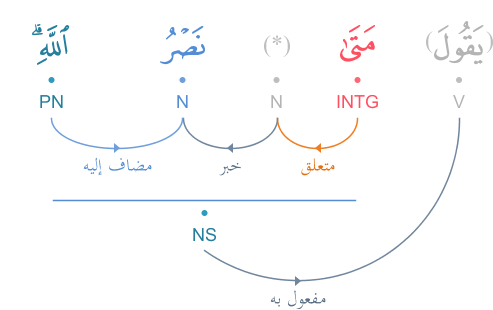 (يَقُولَ) مَتَىٰ (*) نَصْرُ ٱللَّهِ ۗ
V INTG N N PN
متعلق خبر مضاف إليه
NS
مفعول به